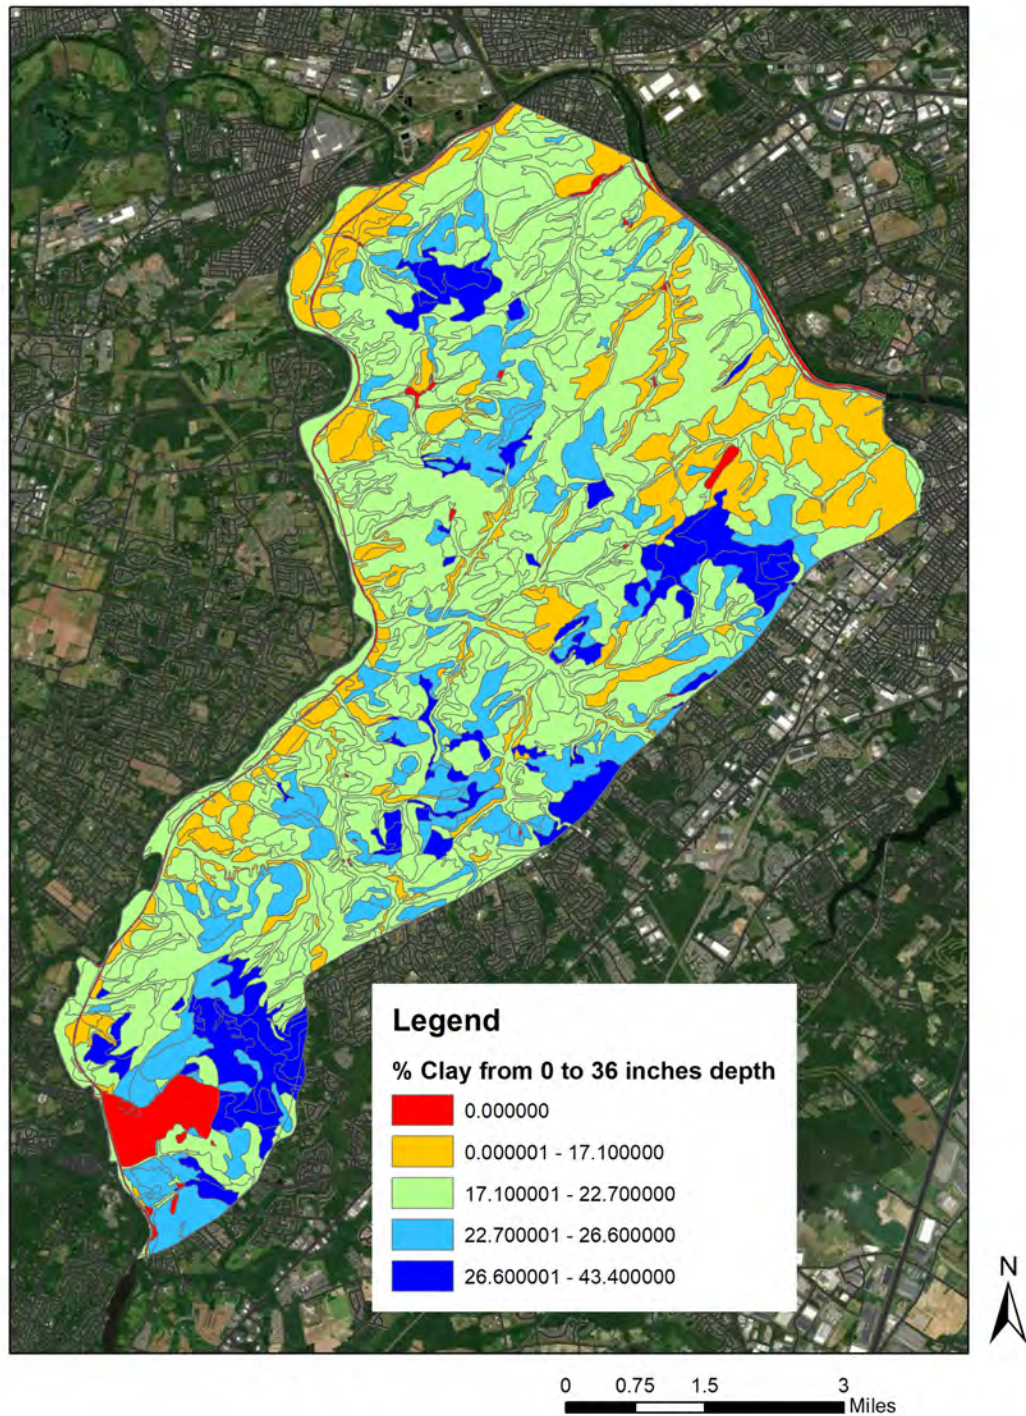 Legend
% Clay from 0 to 36 inches depth
0.000000
0.000001 - 17.100000
17.100001 - 22.700000
22.700001 - 26.600000
26.600001 - 43.400000
N
0 0.75 1.5 3
Miles